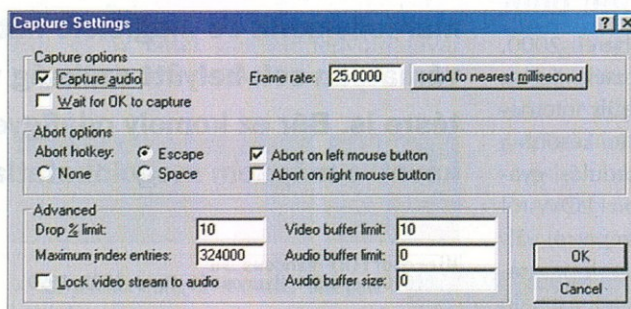 Capture Settings
Capture options
Capture audio
Frame rate: 25.0000 round to nearest millisecond
Wait for OK to capture
Abort options
Abort hotkey: Escape
None Space
Abort on left mouse button
Abort on right mouse button
Advanced
Drop % limit: 10
Video buffer limit: 10
Maximum index entries: 324000
Audio buffer limit: 0
Lock video stream to audio
Audio buffer size: 0
OK
Cancel